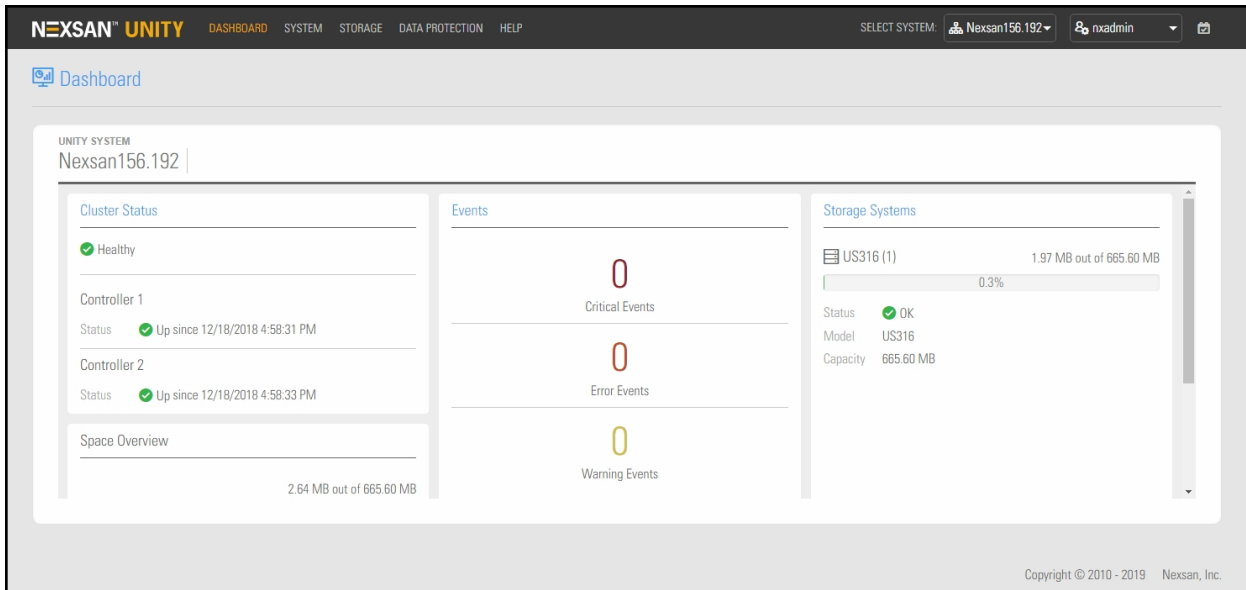 NEXSAN™ UNITY DASHBOARD SYSTEM STORAGE DATA PROTECTION HELP SELECT SYSTEM: Nexsan156.192 nxadmin
Dashboard
UNITY SYSTEM
Nexsan156.192
Cluster Status
Healthy
Controller 1
Status Up since 12/18/2018 4:58:31 PM
Controller 2
Status Up since 12/18/2018 4:58:33 PM
Space Overview
2.64 MB out of 665.60 MB
Events
0
Critical Events
0
Error Events
0
Warning Events
Storage Systems
US316 (1) 1.97 MB out of 665.60 MB
0.3%
Status OK
Model US316
Capacity 665.60 MB
Copyright © 2010 - 2019 Nexsan, Inc.